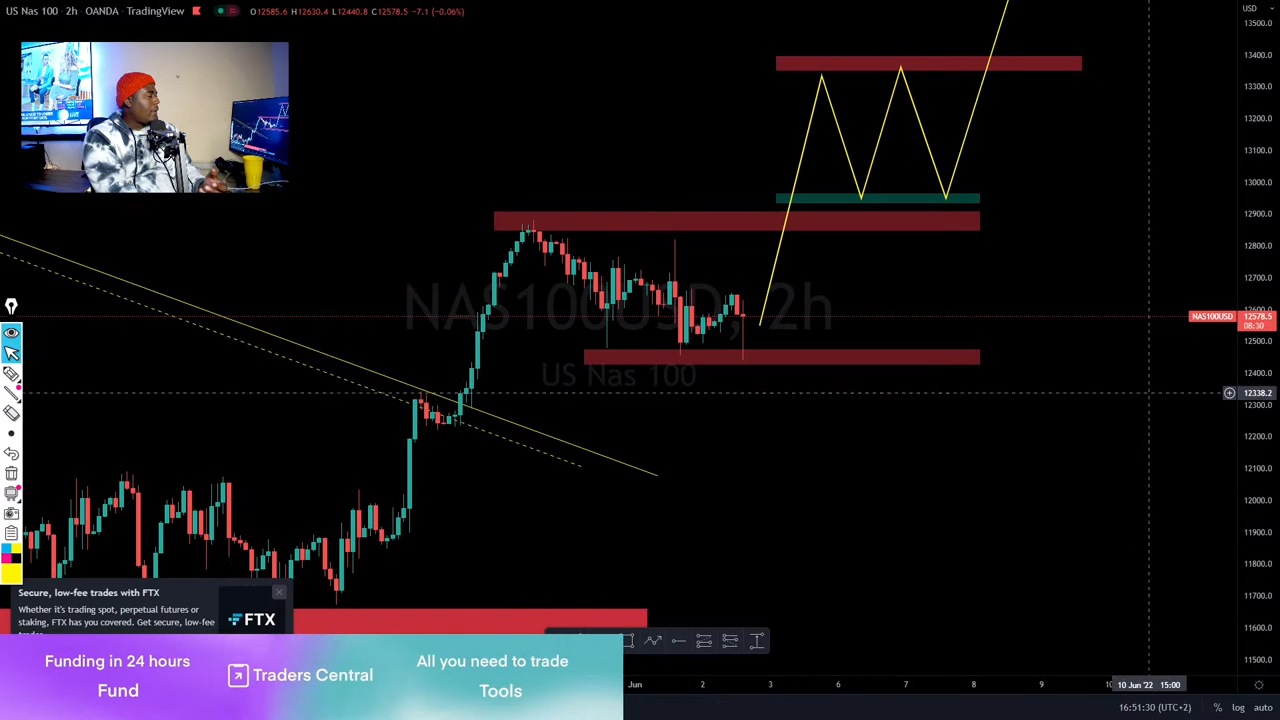 US Nas 100 · 2h · OANDA · TradingView
O12585.6 H12630.4 L12440.8 C12578.5 -7.1 (-0.06%)
USD
13500.0
13400.0
13300.0
13200.0
13100.0
13000.0
12900.0
12800.0
12700.0
12600.0
NAS100USD
12578.5
08:30
12500.0
12400.0
12338.2
12300.0
12200.0
12100.0
12000.0
11900.0
11800.0
11700.0
11600.0
11500.0
NAS100USD, 2h
US Nas 100
LIVE
Secure, low-fee trades with FTX
Whether it's trading spot, perpetual futures or
staking, FTX has you covered. Get secure, low-fee
FTX
Funding in 24 hours
Fund
Traders Central
All you need to trade
Tools
Jun
2
3
6
7
8
9
10 Jun '22 15:00
16:51:30 (UTC+2)
% log auto